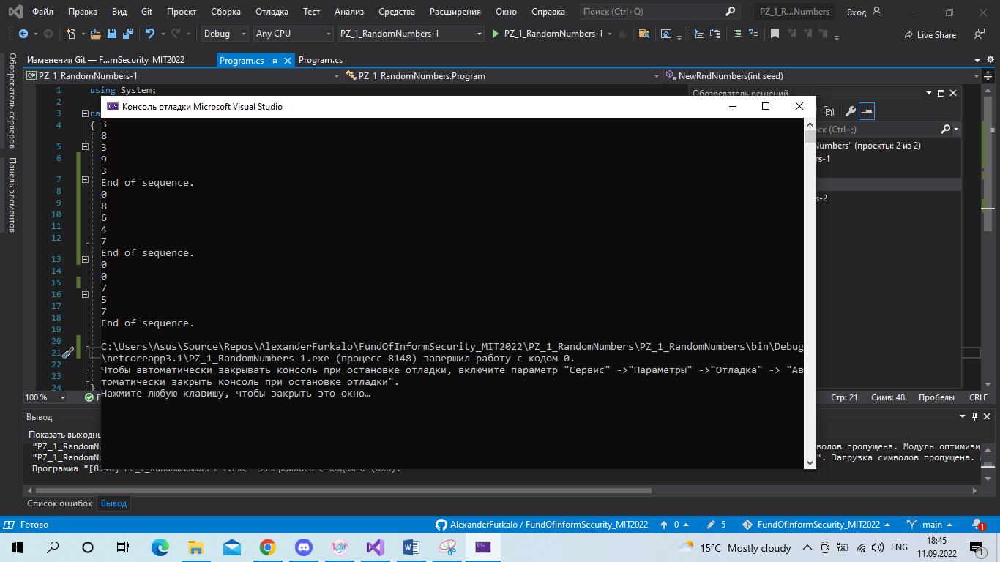 Файл Правка Вид Git Проект Сборка Отладка Тест Анализ Средства Расширения Окно Справка Поиск (Ctrl+Q) PZ_1_R...Numbers Вход
Debug Any CPU PZ_1_RandomNumbers-1 PZ_1_RandomNumbers-1 Live Share
Обозреватель серверов
Панель элементов
Изменения Git — F...mSecurity_MIT2022 Program.cs Program.cs
C# PZ_1_RandomNumbers-1 PZ_1_RandomNumbers.Program NewRndNumbers(int seed)
1 using System;
2
3 na
4 {
5
6
7
8
9
10
11
12
13
14
15
16
17
18
19
20
21
22
23
24 }
Обозреватель решений
ск (Ctrl+;)
Numbers" (проекты: 2 из 2)
rs-1
s-2
Консоль отладки Microsoft Visual Studio
3
8
3
9
3
End of sequence.
0
8
6
4
7
End of sequence.
0
0
7
5
7
End of sequence.
C:\Users\Asus\Source\Repos\AlexanderFurkalo\FundOfInformSecurity_MIT2022\PZ_1_RandomNumbers\PZ_1_RandomNumbers\bin\Debug
\netcoreapp3.1\PZ_1_RandomNumbers-1.exe (процесс 8148) завершил работу с кодом 0.
Чтобы автоматически закрывать консоль при остановке отладки, включите параметр "Сервис" ->"Параметры" ->"Отладка" -> "Ав
томатически закрыть консоль при остановке отладки".
Нажмите любую клавишу, чтобы закрыть это окно…
100 % Стр: 21 Симв: 48 Пробелы CRLF
Вывод
Показать выходны
"PZ_1_RandomNu волов пропущена. Модуль оптимизи
"PZ_1_RandomNu ". Загрузка символов пропущена.
Программа "[8148] PZ_1_RandomNumbers-1.exe" завершилась с кодом 0 (0x0).
Список ошибок Вывод
Готово AlexanderFurkalo / FundOfInformSecurity_MIT2022 0 5 FundOfInformSecurity_MIT2022 main 1
15°C Mostly cloudy ENG 18:45
11.09.2022 1